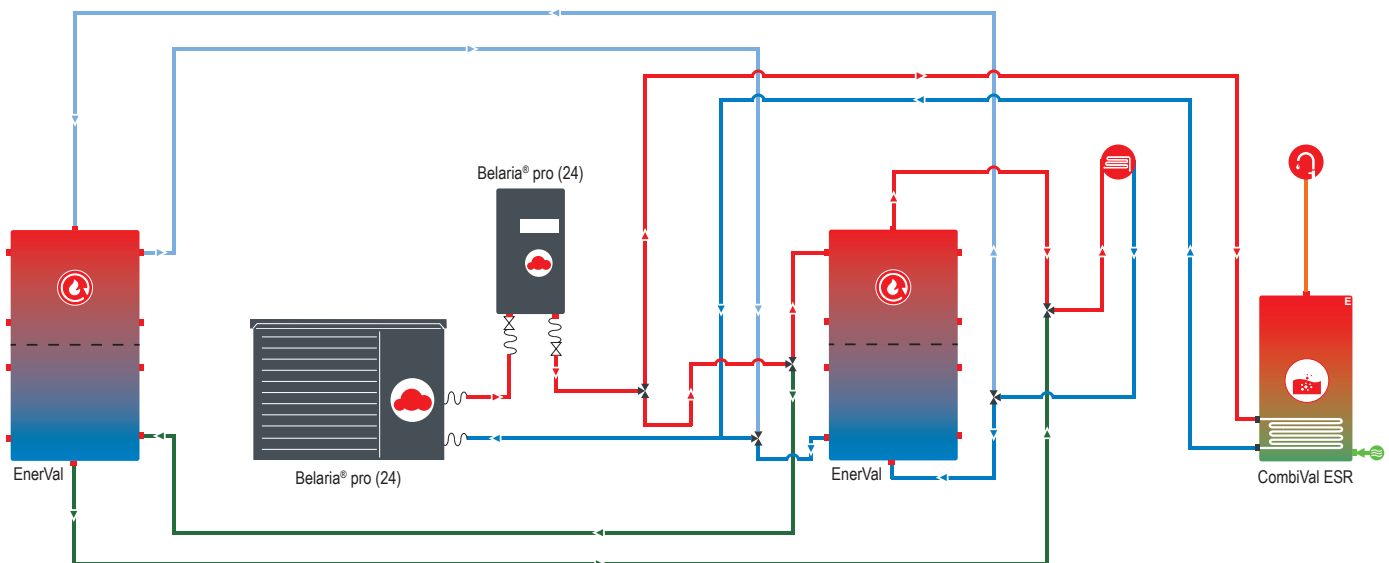 Belaria® pro (24)
E
EnerVal
Belaria® pro (24)
EnerVal
CombiVal ESR